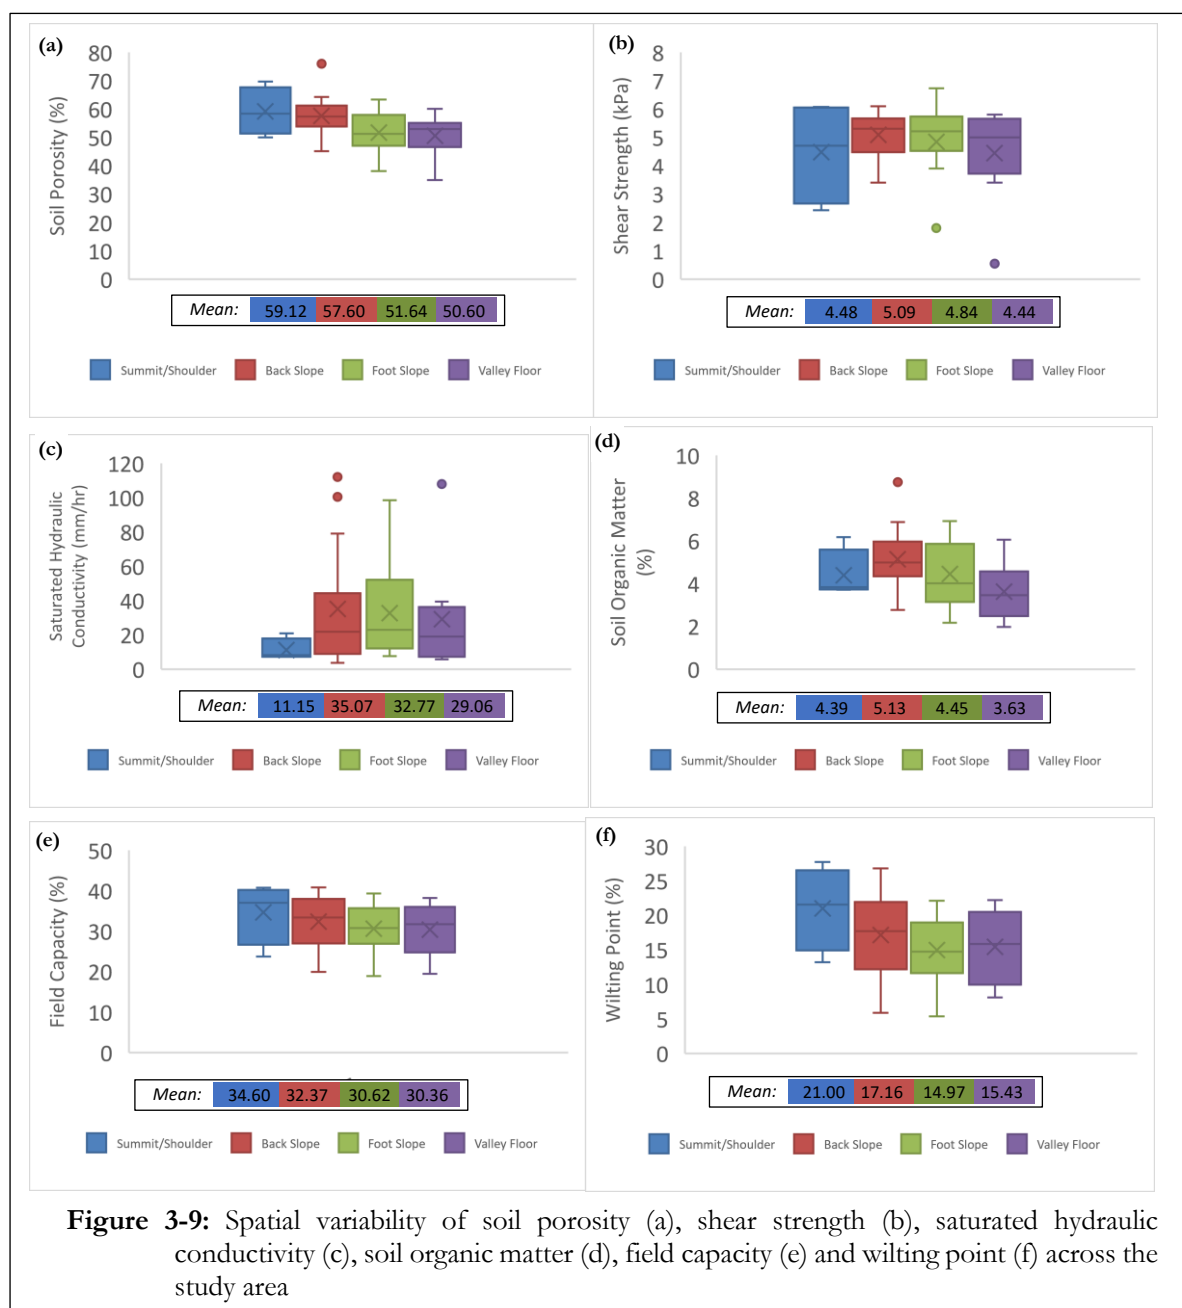 (a)
80
70
60
50
40
30
20
10
0
Soil Porosity (%)
Mean: 59.12 57.60 51.64 50.60
Summit/Shoulder Back Slope Foot Slope Valley Floor
(b)
8
7
6
5
4
3
2
1
0
Shear Strength (kPa)
Mean: 4.48 5.09 4.84 4.44
Summit/Shoulder Back Slope Foot Slope Valley Floor
(c)
120
100
80
60
40
20
0
Saturated Hydraulic
Conductivity (mm/hr)
Mean: 11.15 35.07 32.77 29.06
Summit/Shoulder Back Slope Foot Slope Valley Floor
(d)
10
8
6
4
2
0
Soil Organic Matter
(%)
Mean: 4.39 5.13 4.45 3.63
Summit/Shoulder Back Slope Foot Slope Valley Floor
(e)
50
40
30
20
10
0
Field Capacity (%)
Mean: 34.60 32.37 30.62 30.36
Summit/Shoulder Back Slope Foot Slope Valley Floor
(f)
30
25
20
15
10
5
0
Wilting Point (%)
Mean: 21.00 17.16 14.97 15.43
Summit/Shoulder Back Slope Foot Slope Valley Floor
Figure 3-9: Spatial variability of soil porosity (a), shear strength (b), saturated hydraulic
conductivity (c), soil organic matter (d), field capacity (e) and wilting point (f) across the
study area